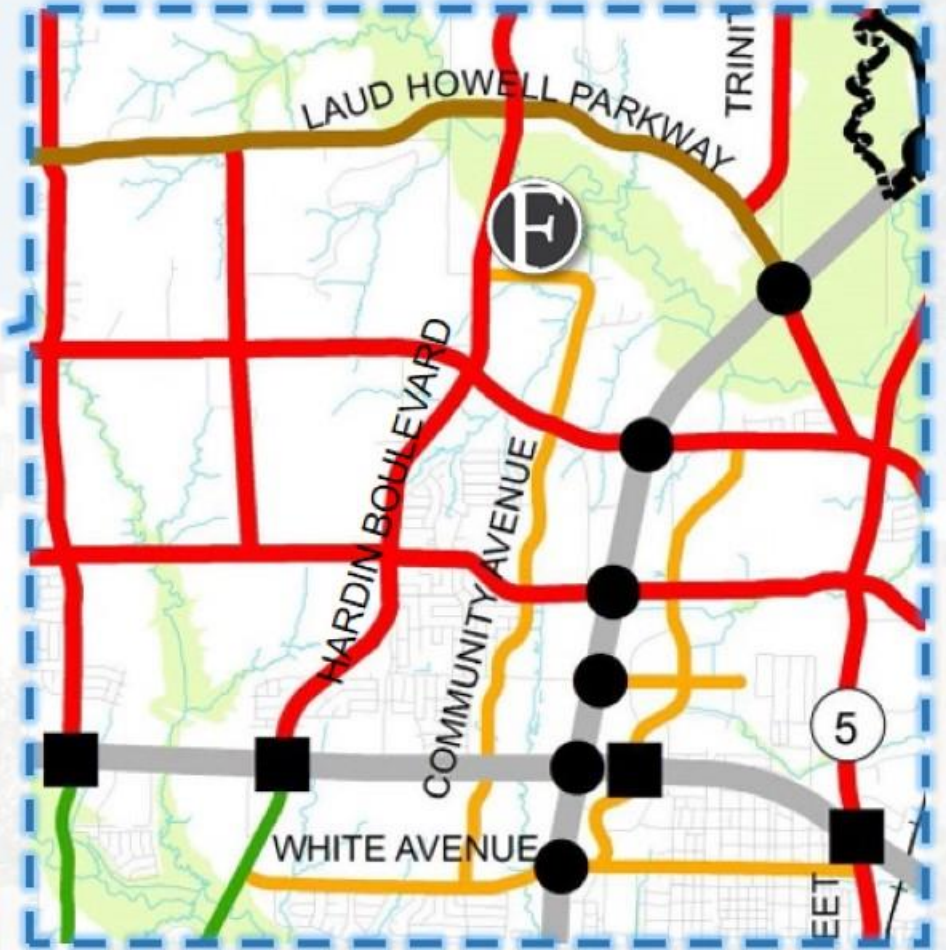 TRINIT
LAUD HOWELL PARKWAY
F
HARDIN BOULEVARD
COMMUNITY AVENUE
5
WHITE AVENUE
EET